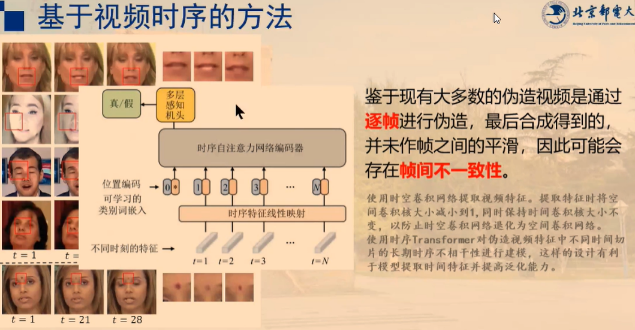 基于视频时序的方法
北京邮电大
真/假
多层
感知
机头
时序自注意力网络编码器
位置编码
可学习的
类别词嵌入
0 * 1 2 3 … N
时序特征线性映射
不同时刻的特征
…
t=1 t=2 t=3 t=N
t = 1
t = 1 t = 21 t = 28
鉴于现有大多数的伪造视频是通过
逐帧进行伪造，最后合成得到的，
并未作帧之间的平滑，因此可能会
存在帧间不一致性。
使用时空卷积网络提取视频特征。提取特征时将空
间卷积核大小减小到1，同时保持时间卷积核大小不
变，以防止时空卷积网络退化为空间卷积网络。
使用时序Transformer对伪造视频特征中不同时间切
片的长期时序不相干性进行建模，这样的设计有利
于模型提取时间特征并提高泛化能力。